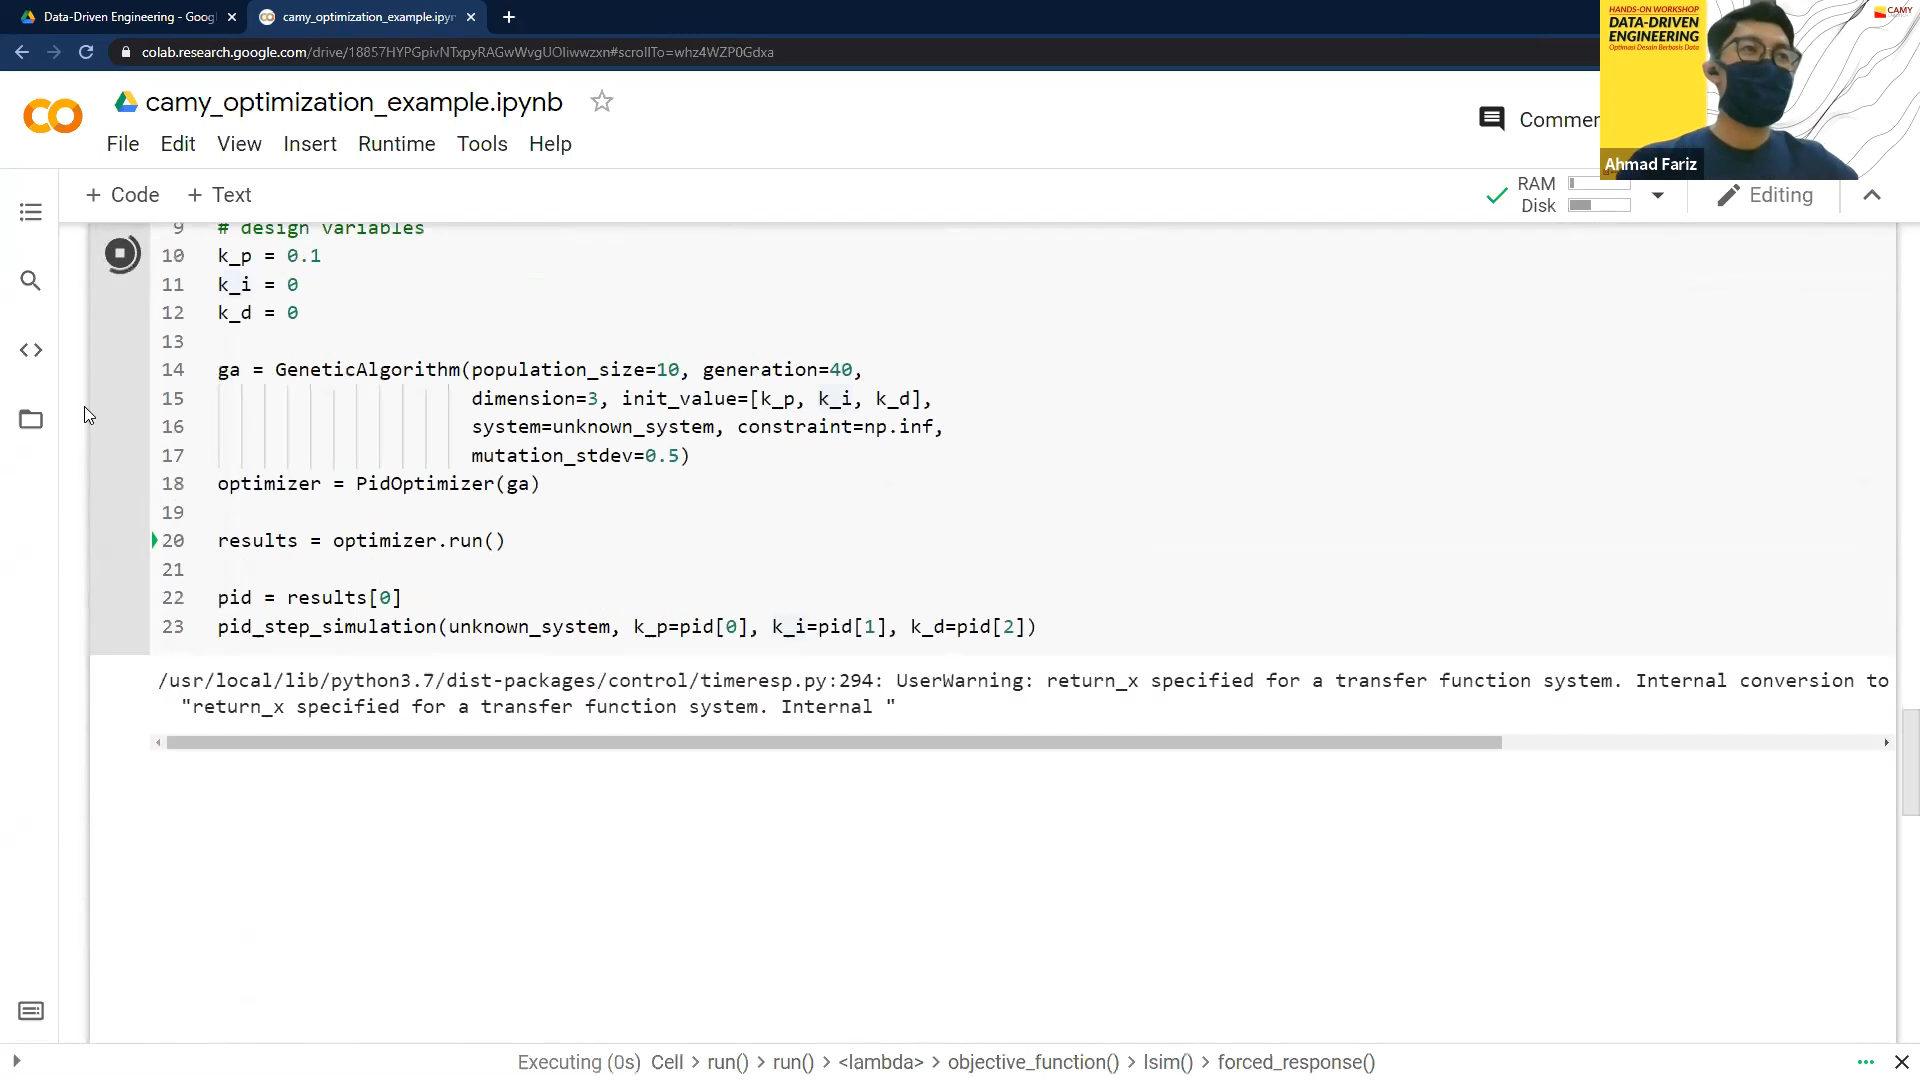 Data-Driven Engineering - Goog
camy_optimization_example.ipyn
colab.research.google.com/drive/18857HYPGpivNTxpyRAGwWvgUOIiwwzxn#scrollTo=whz4WZP0Gdxa
HANDS-ON WORKSHOP
DATA-DRIVEN
ENGINEERING
Optimasi Desain Berbasis Data
CAMY
Ahmad Fariz
camy_optimization_example.ipynb
File Edit View Insert Runtime Tools Help
Commen
+ Code + Text
RAM
Disk
Editing
9 # design variables
10 k_p = 0.1
11 k_i = 0
12 k_d = 0
13
14 ga = GeneticAlgorithm(population_size=10, generation=40,
15 dimension=3, init_value=[k_p, k_i, k_d],
16 system=unknown_system, constraint=np.inf,
17 mutation_stdev=0.5)
18 optimizer = PidOptimizer(ga)
19
20 results = optimizer.run()
21
22 pid = results[0]
23 pid_step_simulation(unknown_system, k_p=pid[0], k_i=pid[1], k_d=pid[2])
/usr/local/lib/python3.7/dist-packages/control/timeresp.py:294: UserWarning: return_x specified for a transfer function system. Internal conversion to
"return_x specified for a transfer function system. Internal "
Executing (0s) Cell > run() > run() > <lambda> > objective_function() > lsim() > forced_response()